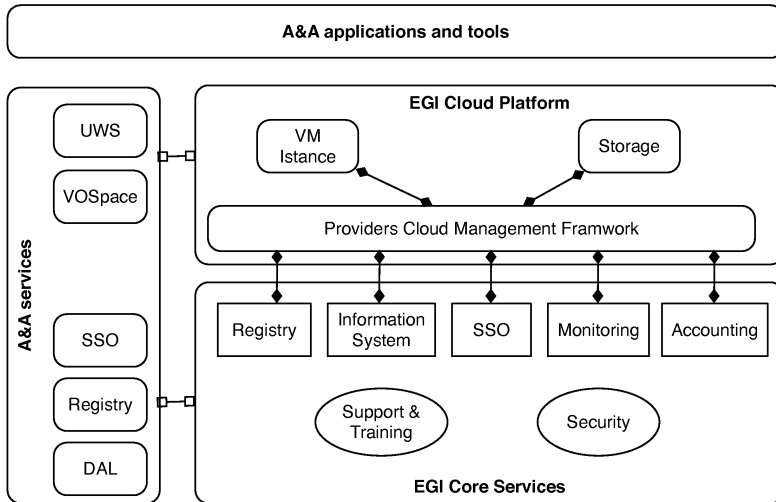 A&A applications and tools
A&A services
UWS
VOSpace
SSO
Registry
DAL
EGI Cloud Platform
VM
Istance
Storage
Providers Cloud Management Framwork
Registry
Information
System
SSO
Monitoring
Accounting
Support &
Training
Security
EGI Core Services